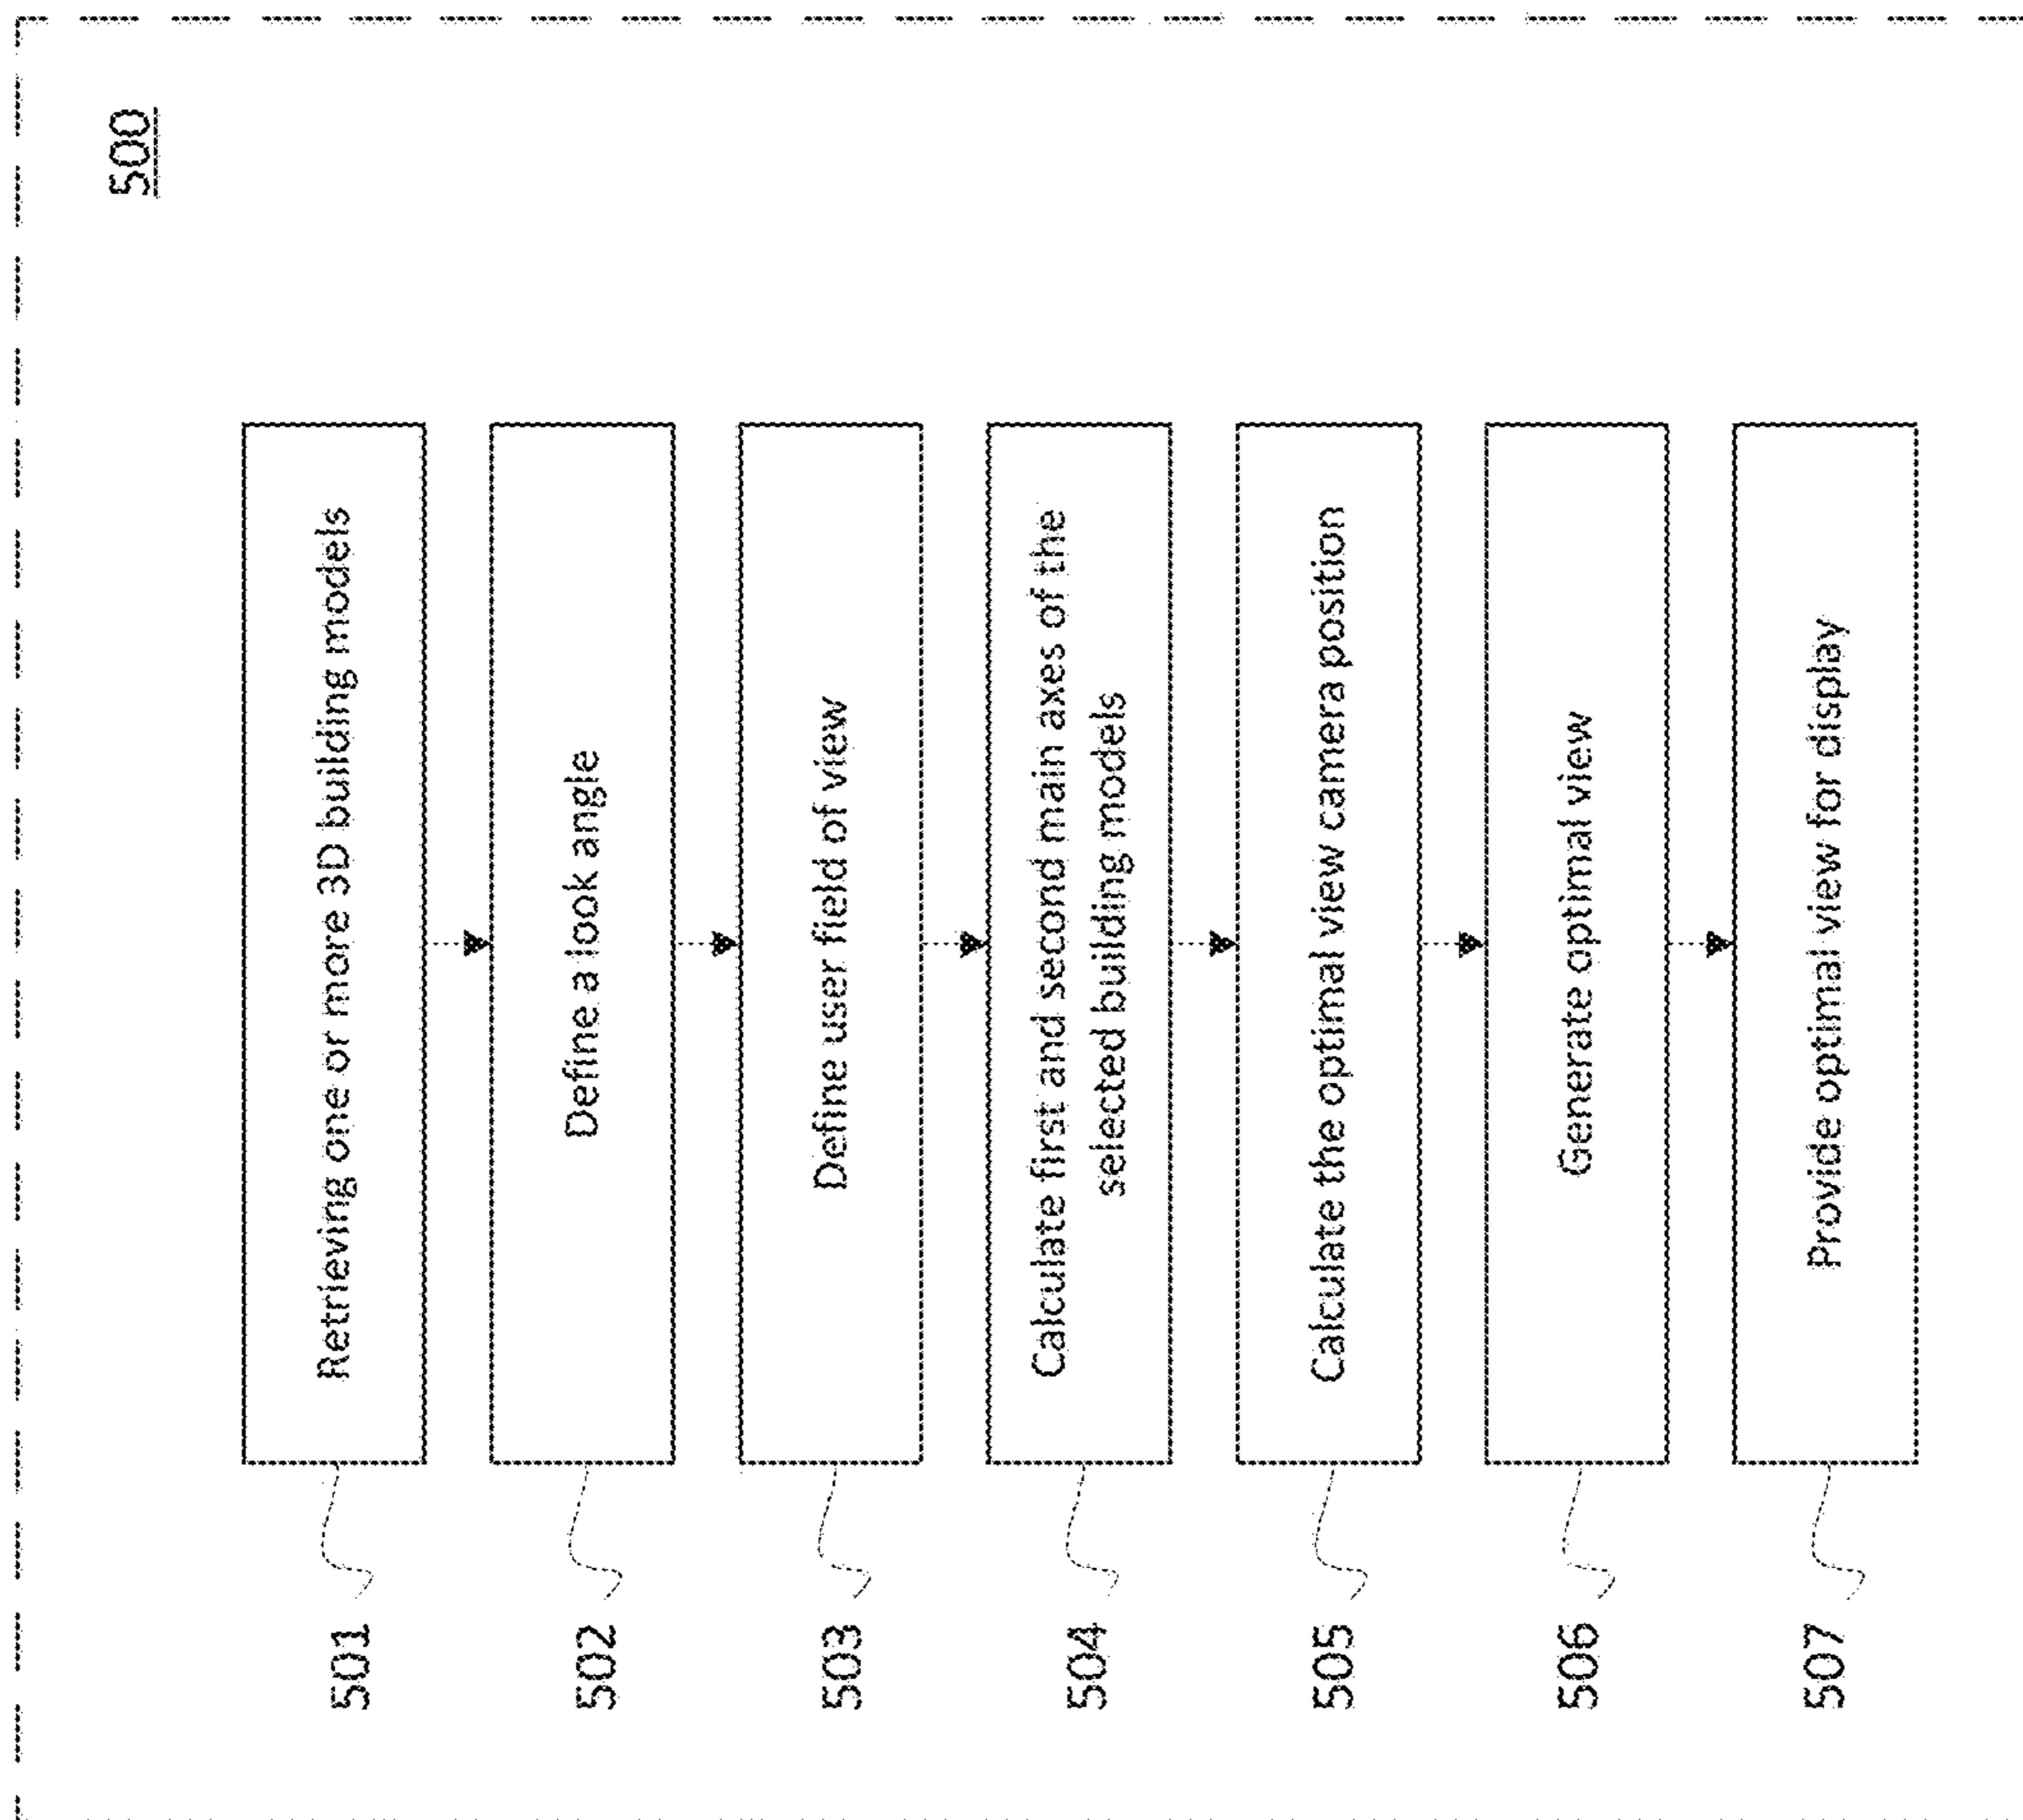 500
501
Retrieving one or more 3D building models
502
Define a look angle
503
Define user field of view
504
Calculate first and second main axes of the
selected building models
505
Calculate the optimal view camera position
506
Generate optimal view
507
Provide optimal view for display